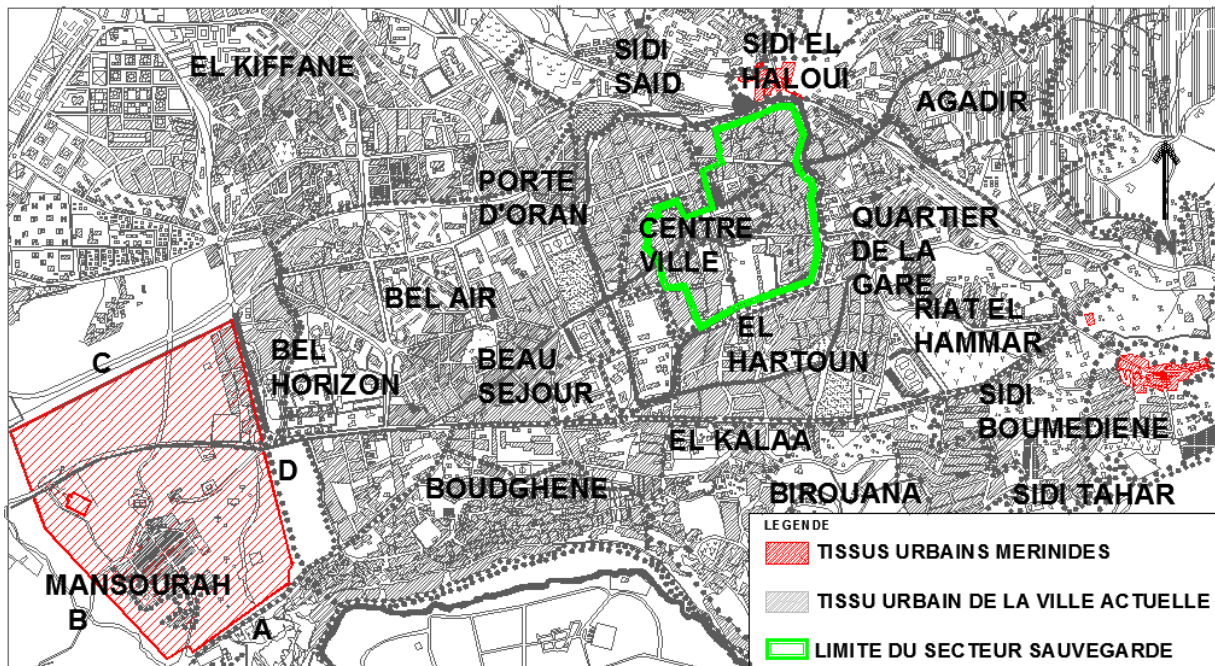 EL KIFFANE
SIDI
SAID
SIDI EL
HALOUI
AGADIR
PORTE
D'ORAN
CENTRE
VILLE
QUARTIER
DE LA
GARE
BEL AIR
RIAT EL
HAMMAR
EL
HARTOUN
C
BEL
HORIZON
BEAU
SEJOUR
SIDI
BOUMEDIENE
EL KALAA
D
BOUDGHENE
BIROUANA
SIDI TAHAR
MANSOURAH
B
A
N
LEGENDE
TISSUS URBAINS MERINIDES
TISSU URBAIN DE LA VILLE ACTUELLE
LIMITE DU SECTEUR SAUVEGARDE